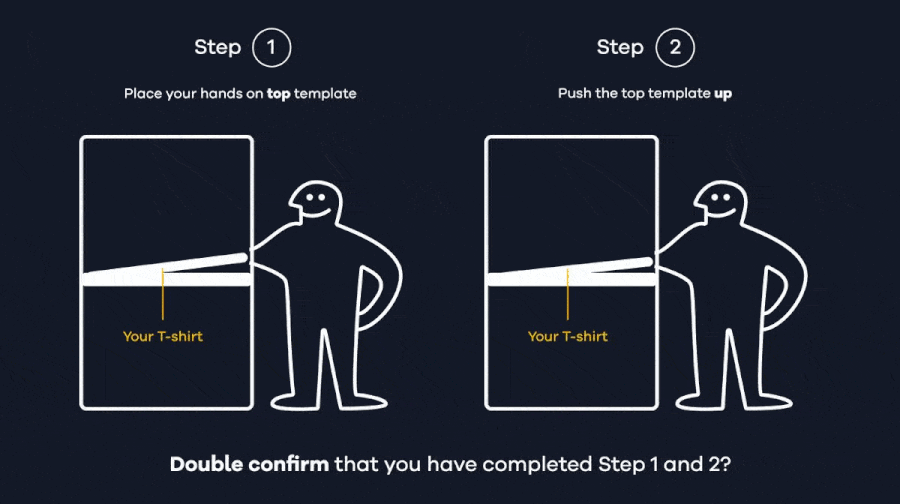 Step 1
Place your hands on top template
Your T-shirt
Step 2
Push the top template up
Your T-shirt
Double confirm that you have completed Step 1 and 2?